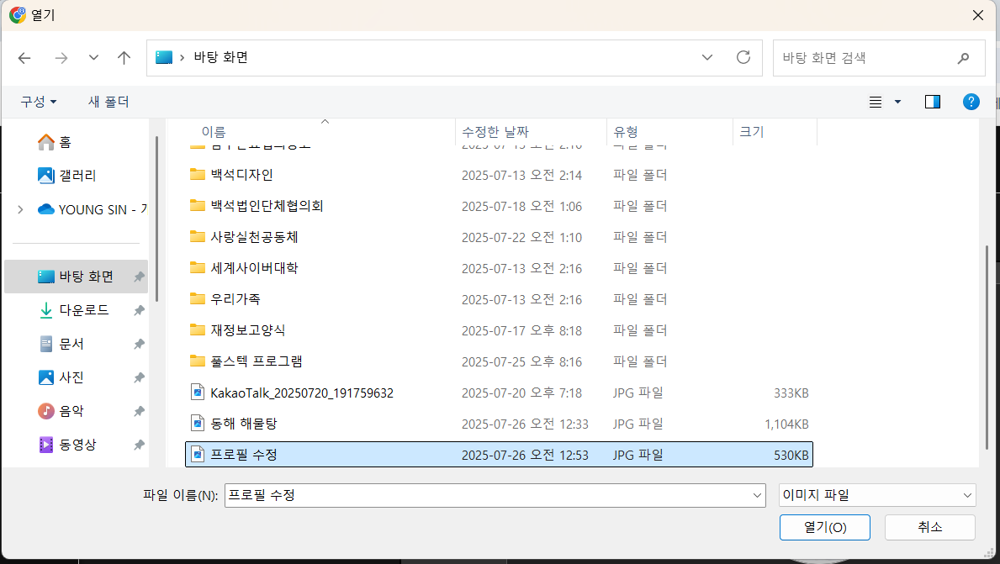 열기
바탕 화면
바탕 화면 검색
구성
새 폴더
홈
갤러리
YOUNG SIN -
바탕 화면
다운로드
문서
사진
음악
동영상
이름 수정한 날짜 유형 크기
백석디자인 2025-07-13 오전 2:14 파일 폴더
백석법인단체협의회 2025-07-18 오전 1:06 파일 폴더
사랑실천공동체 2025-07-22 오전 1:10 파일 폴더
세계사이버대학 2025-07-13 오전 2:16 파일 폴더
우리가족 2025-07-13 오전 2:16 파일 폴더
재정보고양식 2025-07-17 오후 8:18 파일 폴더
풀스텍 프로그램 2025-07-25 오후 8:16 파일 폴더
KakaoTalk_20250720_191759632 2025-07-20 오후 7:18 JPG 파일 333KB
동해 해물탕 2025-07-26 오전 12:33 JPG 파일 1,104KB
프로필 수정 2025-07-26 오전 12:53 JPG 파일 530KB
파일 이름(N): 프로필 수정
이미지 파일
열기(O) 취소